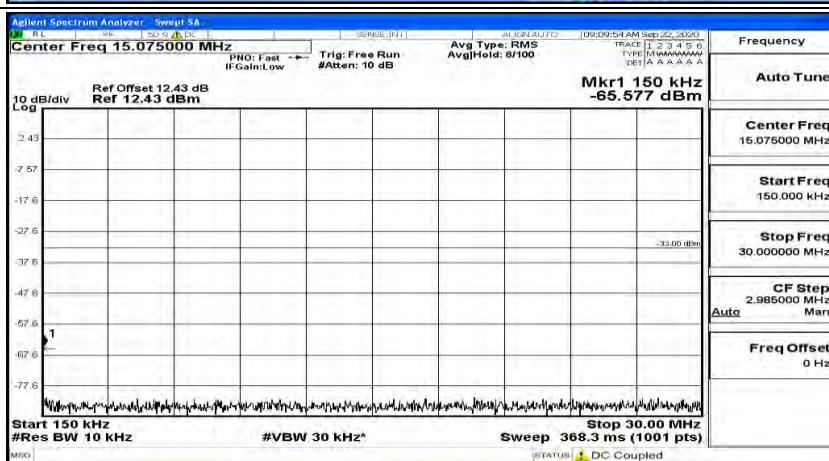 Agilent Spectrum Analyzer - Swept SA
RL RF 50 Ω DC SENSE:INT ALIGN AUTO 09:09:54 AM Sep 22, 2020
Center Freq 15.075000 MHz
PNO: Fast
IFGain:Low
Trig: Free Run
#Atten: 10 dB
Avg Type: RMS
Avg|Hold: 8/100
TRACE 1 2 3 4 5 6
TYPE MWWWWW
DET A A A A A A
Mkr1 150 kHz
-65.577 dBm
Ref Offset 12.43 dB
10 dB/div Ref 12.43 dBm
Log
2.43
-7.57
-17.6
-27.6
-33.00 dBm
-37.6
-47.6
-57.6
1
-67.6
-77.6
Start 150 kHz Stop 30.00 MHz
#Res BW 10 kHz #VBW 30 kHz* Sweep 368.3 ms (1001 pts)
MSG STATUS DC Coupled
Frequency
Auto Tune
Center Freq
15.075000 MHz
Start Freq
150.000 kHz
Stop Freq
30.000000 MHz
CF Step
2.985000 MHz
Auto Man
Freq Offset
0 Hz